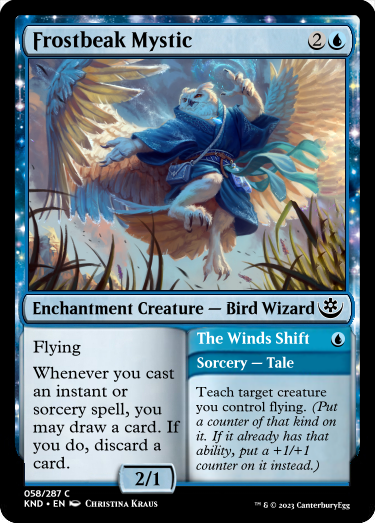 Frostbeak Mystic 2
Enchantment Creature — Bird Wizard
Flying
Whenever you cast
an instant or
sorcery spell, you
may draw a card. If
you do, discard a
card.
2/1
The Winds Shift
Sorcery — Tale
Teach target creature
you control flying. (Put
a counter of that kind on
it. If it already has that
ability, put a +1/+1
counter on it instead.)
058/287 C
KND • EN Christina Kraus
™ & © 2023 CanterburyEgg